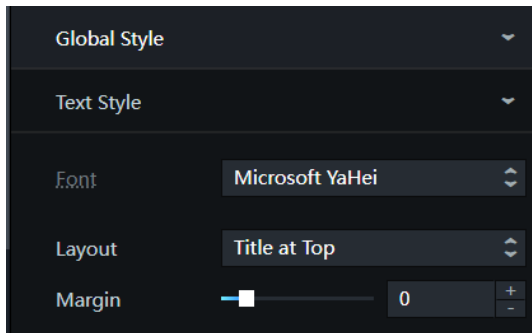 Global Style
Text Style
Font Microsoft YaHei
Layout Title at Top
Margin 0 + -